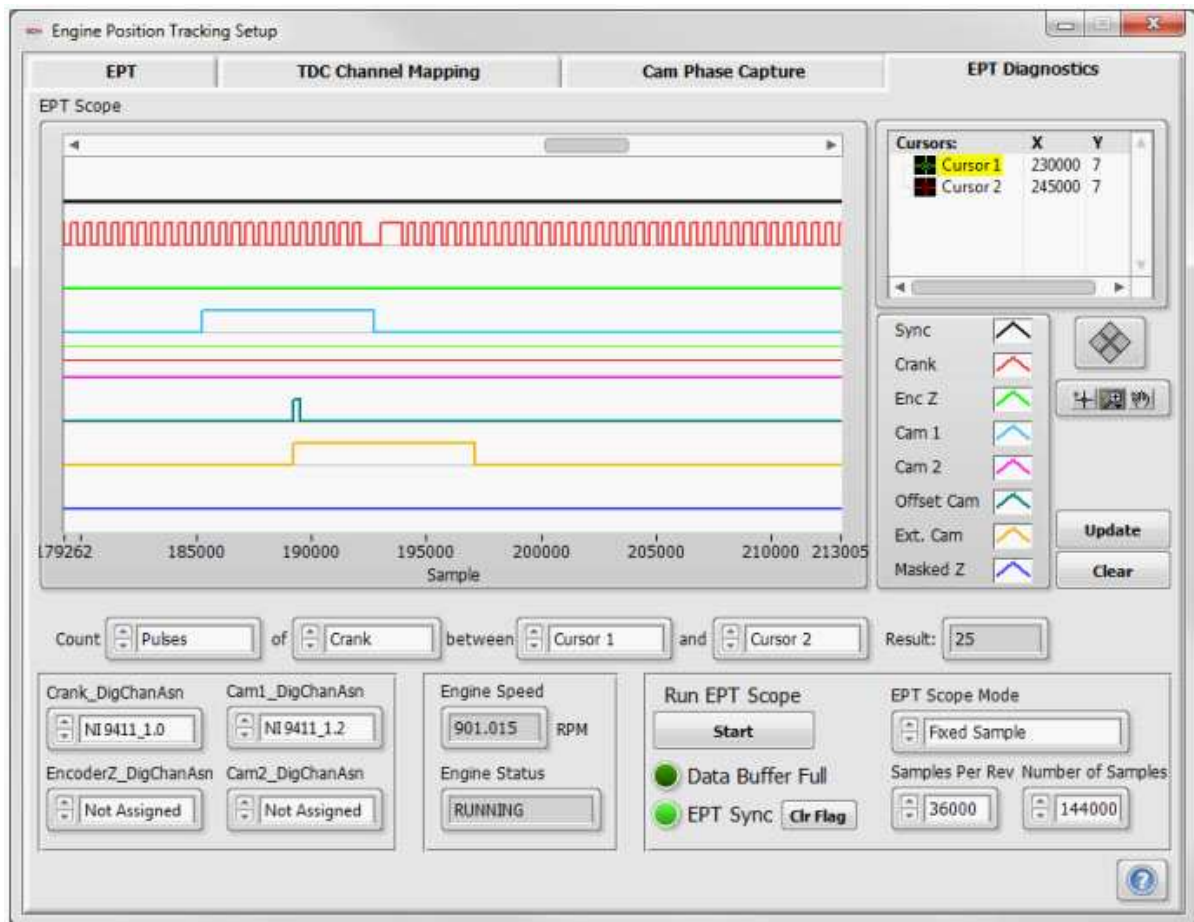 Engine Position Tracking Setup
EPT TDC Channel Mapping Cam Phase Capture EPT Diagnostics
EPT Scope
Cursors: X Y
Cursor 1 230000 7
Cursor 2 245000 7
Sync
Crank
Enc Z
Cam 1
Cam 2
Offset Cam
Ext. Cam
Masked Z
Update
Clear
179262 185000 190000 195000 200000 205000 210000 213005
Sample
Count Pulses of Crank between Cursor 1 and Cursor 2 Result: 25
Crank_DigChanAsn Cam1_DigChanAsn
NI 9411_1.0 NI 9411_1.2
EncoderZ_DigChanAsn Cam2_DigChanAsn
Not Assigned Not Assigned
Engine Speed
901.015 RPM
Engine Status
RUNNING
Run EPT Scope
Start
Data Buffer Full
EPT Sync Clr Flag
EPT Scope Mode
Fixed Sample
Samples Per Rev Number of Samples
36000 144000
?